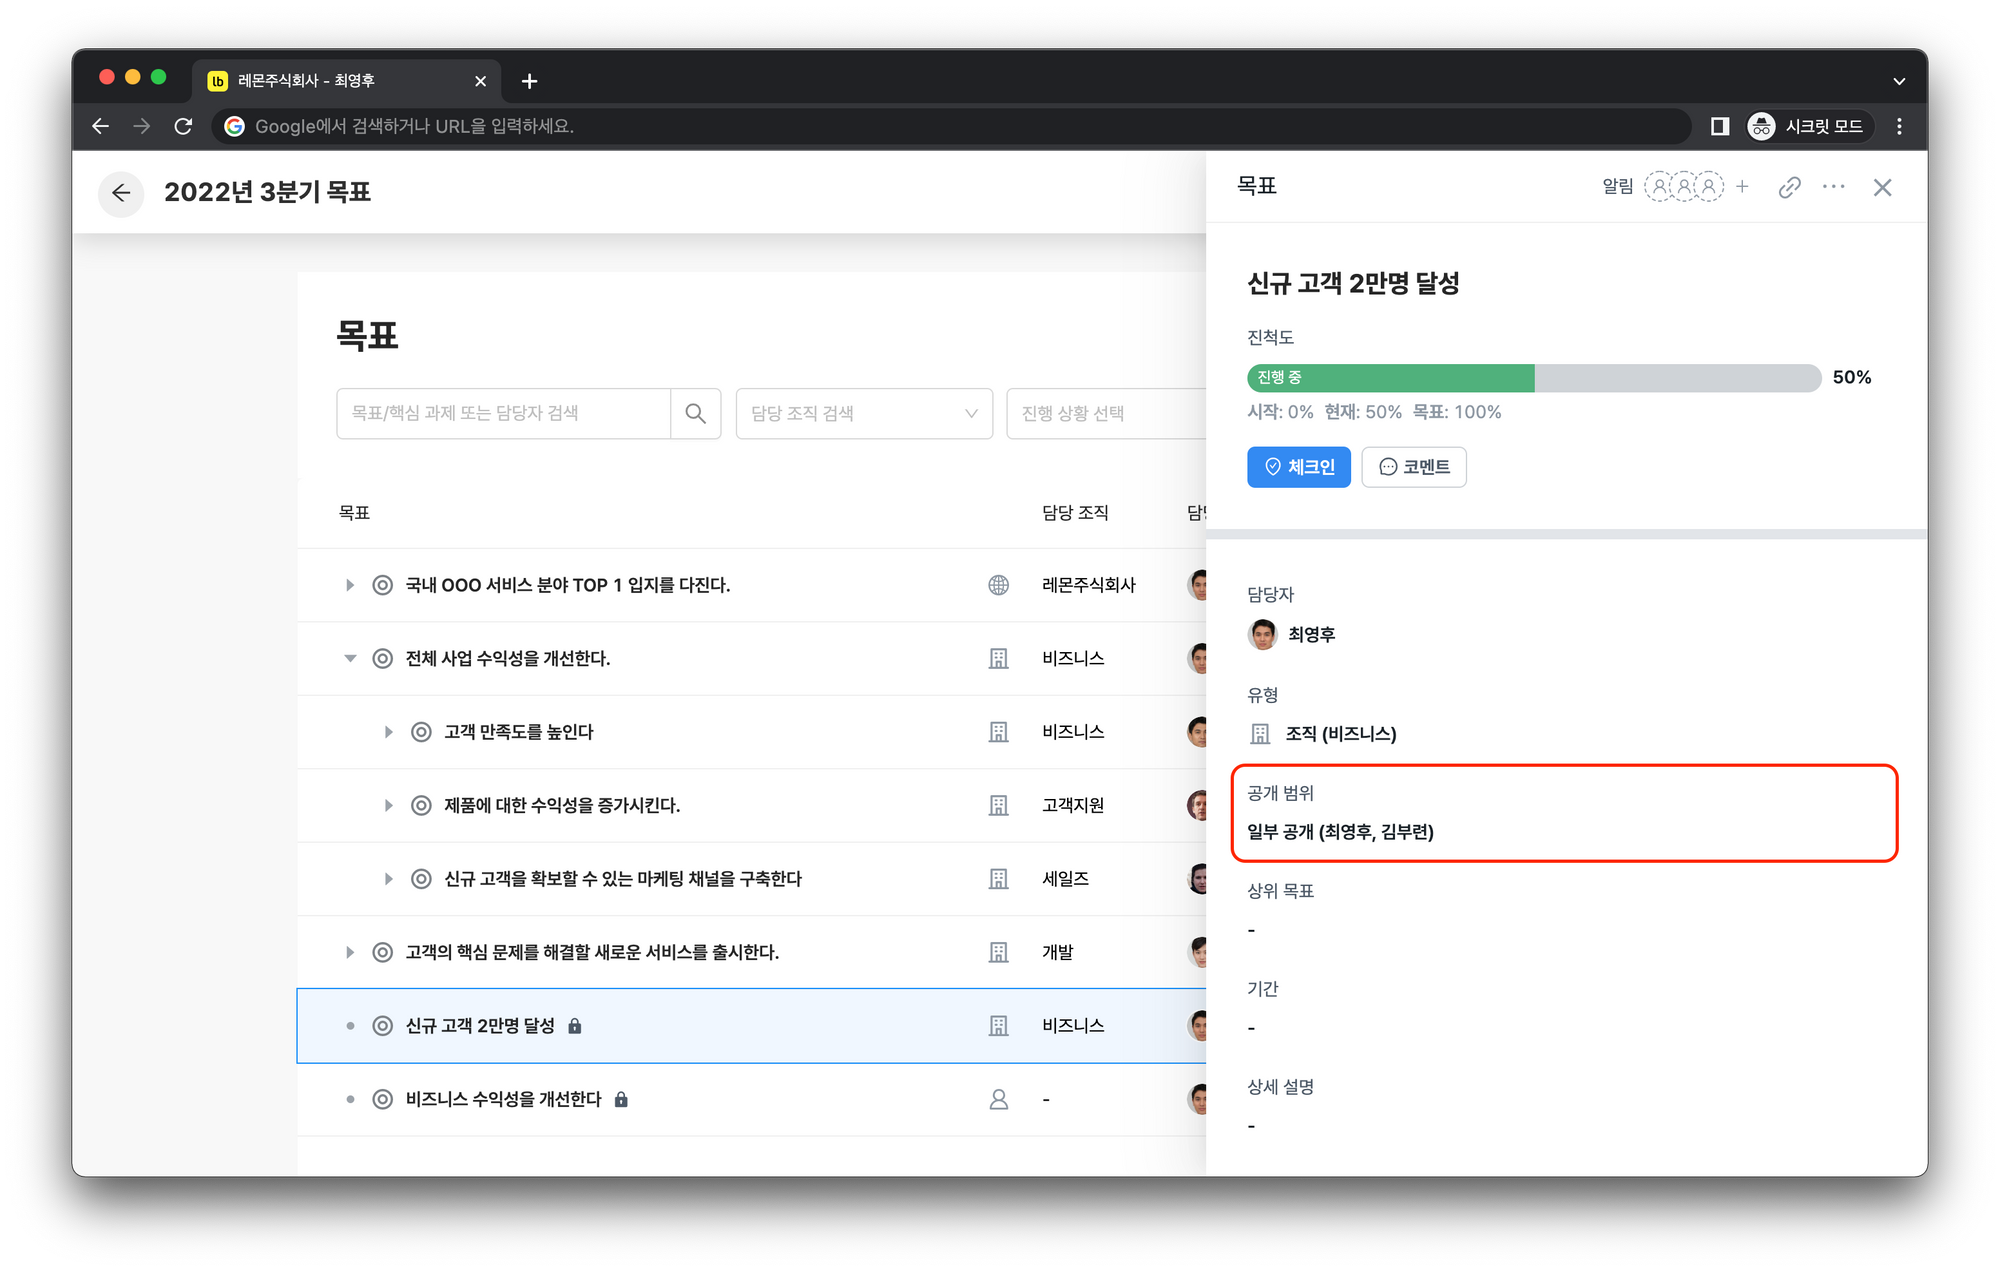 lb 레몬주식회사 - 최영후
Google에서 검색하거나 URL을 입력하세요.
시크릿 모드
2022년 3분기 목표
목표
목표/핵심 과제 또는 담당자 검색
담당 조직 검색
진행 상황 선택
목표 담당 조직
국내 OOO 서비스 분야 TOP 1 입지를 다진다. 레몬주식회사
전체 사업 수익성을 개선한다. 비즈니스
고객 만족도를 높인다 비즈니스
제품에 대한 수익성을 증가시킨다. 고객지원
신규 고객을 확보할 수 있는 마케팅 채널을 구축한다 세일즈
고객의 핵심 문제를 해결할 새로운 서비스를 출시한다. 개발
신규 고객 2만명 달성 비즈니스
비즈니스 수익성을 개선한다 -
목표
알림
신규 고객 2만명 달성
진척도
진행 중 50%
시작: 0% 현재: 50% 목표: 100%
체크인 코멘트
담당자
최영후
유형
조직 (비즈니스)
공개 범위
일부 공개 (최영후, 김부련)
상위 목표
-
기간
-
상세 설명
-